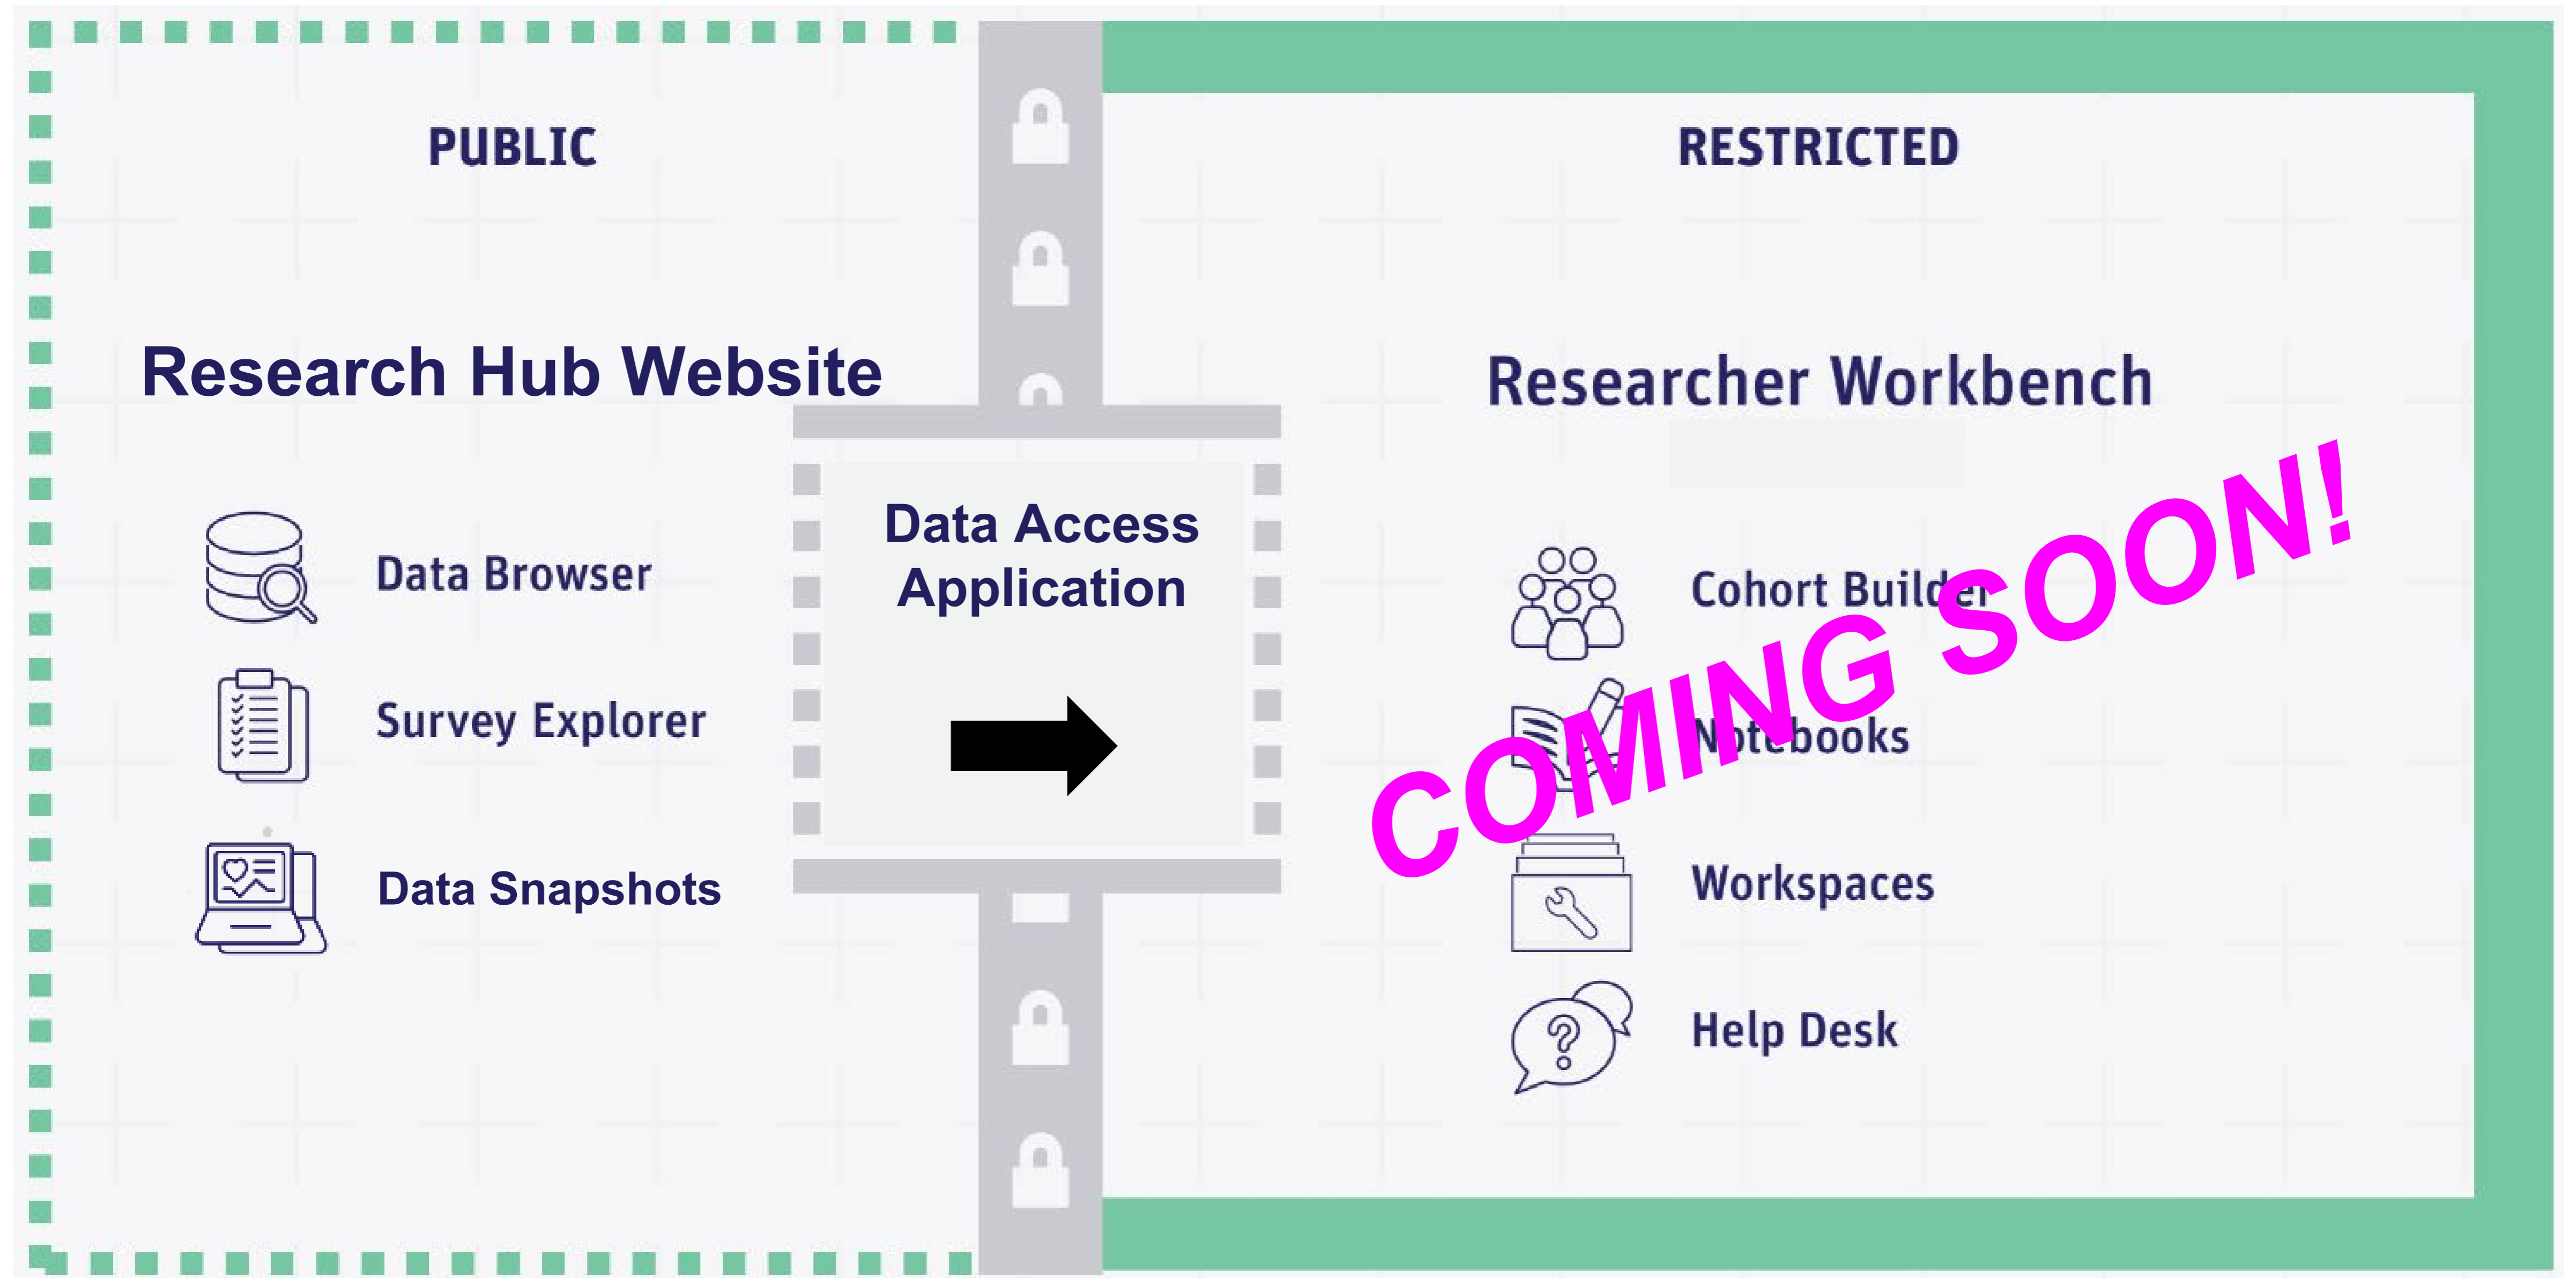 PUBLIC
Research Hub Website
Data Browser
Survey Explorer
Data Snapshots
Data Access
Application
RESTRICTED
Researcher Workbench
Cohort Builder
Notebooks
Workspaces
Help Desk
COMING SOON!